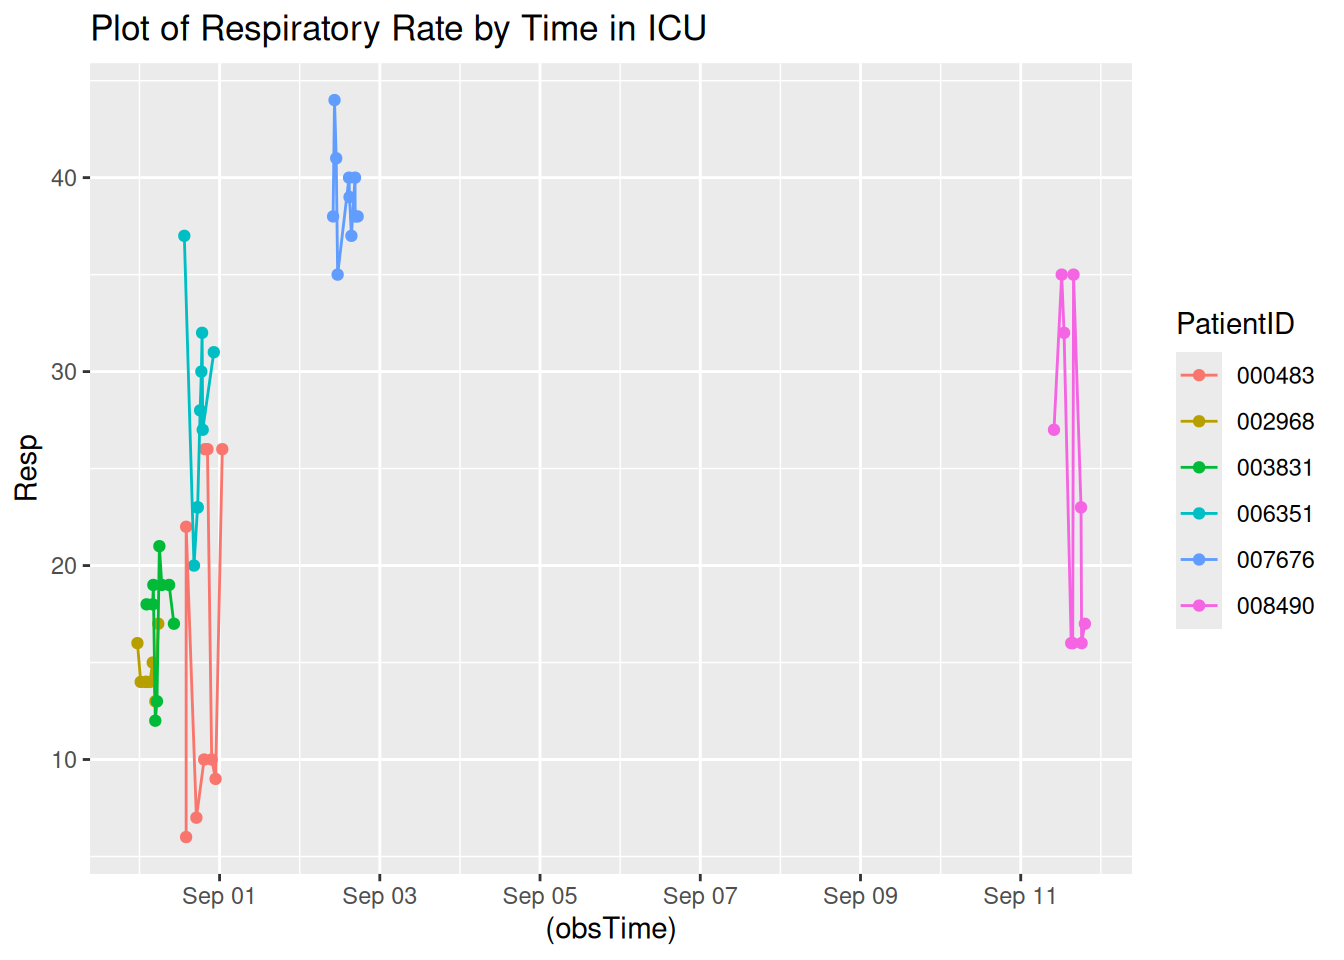 Plot of Respiratory Rate by Time in ICU
Resp
40
30
20
10
Sep 01 Sep 03 Sep 05 Sep 07 Sep 09 Sep 11
(obsTime)
PatientID
000483
002968
003831
006351
007676
008490